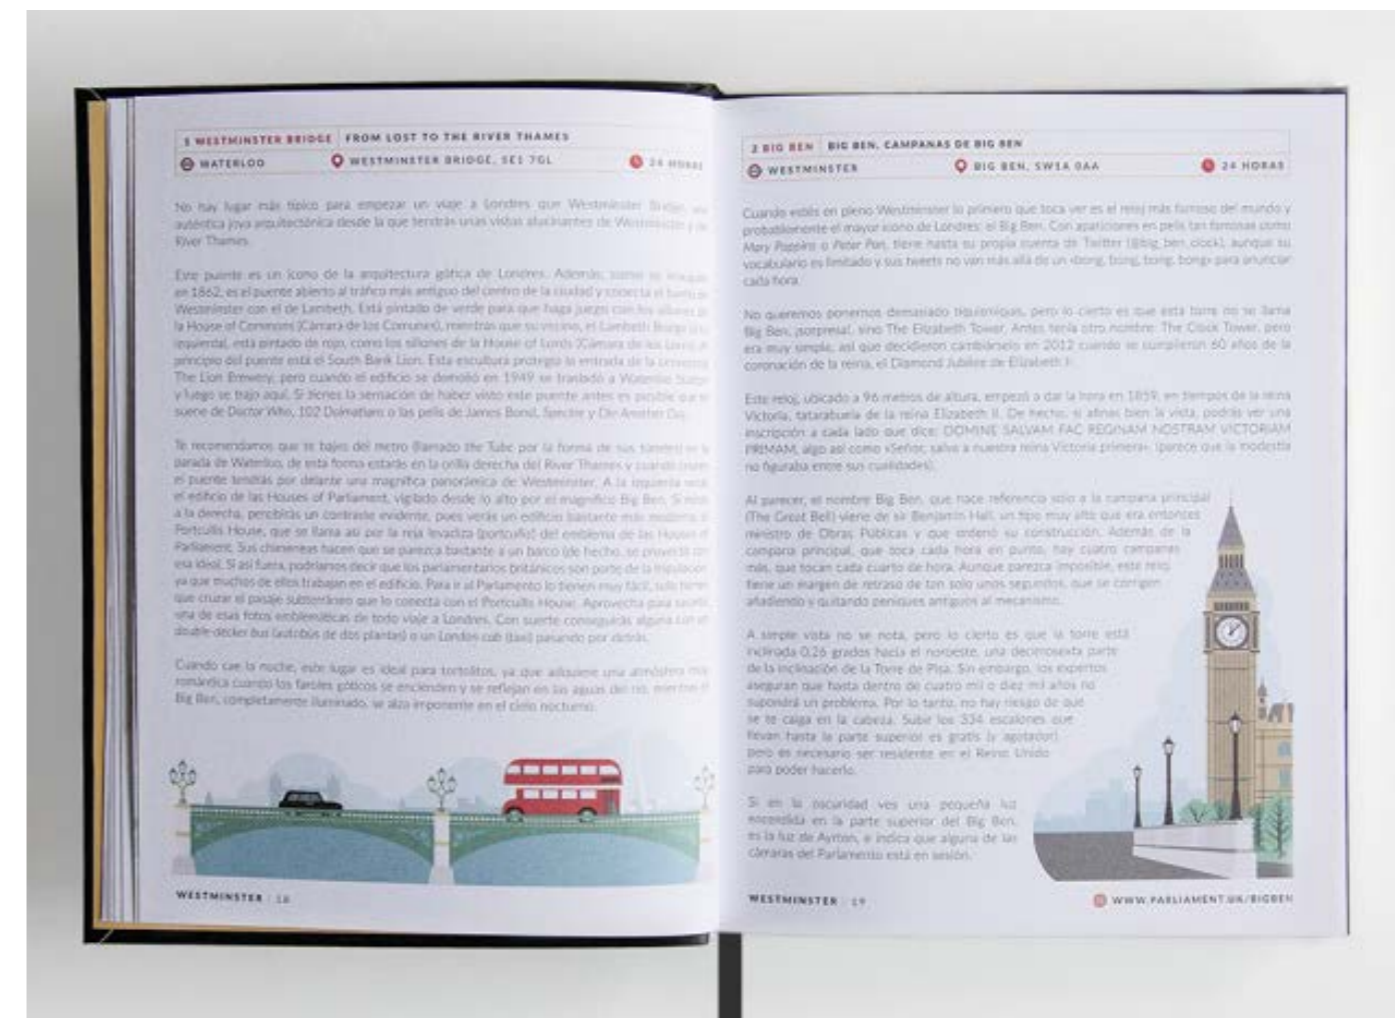 1 WESTMINSTER BRIDGE FROM LOST TO THE RIVER THAMES
WATERLOO WESTMINSTER BRIDGE, SE1 7GL 24 HORAS
No hay lugar más típico para empezar un viaje a Londres que Westminster Bridge,
auténtica joya arquitectónica desde la que tendrás unas vistas alucinantes de Westminster y
River Thames.
Este puente es un icono de la arquitectura gótica de Londres. Además, como se
en 1862, es el puente abierto al tráfico más antiguo del centro de la ciudad y conecta el
Westminster con el de Lambeth. Está pintado de verde para que haga juego con los sillones de
la House of Commons (Cámara de los Comunes), mientras que su vecino, el Lambeth Bridge
izquierda), está pintado de rojo, como los sillones de la House of Lords (Cámara de los Lores).
principio del puente está el South Bank Lion. Esta escultura protegía la entrada de la
The Lion Brewery, pero cuando el edificio se demolió en 1949 se trasladó a Waterloo Station
y luego se trajo aquí. Si tienes la sensación de haber visto este puente antes es posible que te
suene de Doctor Who, 102 Dolmatians o las pelis de James Bond, Spectre y Die Another Day.
Te recomendamos que te bajes del metro (llamado the Tube por la forma de sus túneles) en la
parada de Waterloo, de esta forma estarás en la orilla derecha del River Thames y cuando
el puente tendrás por delante una magnífica panorámica de Westminster. A la izquierda
el edificio de las Houses of Parliament, vigilado desde lo alto por el magnífico Big Ben. Si miras
a la derecha, percibirás un contraste evidente, pues verás un edificio bastante más moderno,
Portcullis House, que se llama así por la reja levadiza (portcullis) del emblema de las Houses of
Parliament. Sus chimeneas hacen que se parezca bastante a un barco (de hecho, se proyectó con
esa idea). Si así fuera, podríamos decir que los parlamentarios británicos son parte de la tripulación,
ya que muchos de ellos trabajan en el edificio. Para ir al Parlamento lo tienen muy fácil, solo tienen
que cruzar el pasaje subterráneo que lo conecta con el Portcullis House. Aprovecha para
una de esas fotos emblemáticas de todo viaje a Londres. Con suerte conseguirás alguna con un
double-decker bus (autobús de dos plantas) o un London cab (taxi) pasando por detrás.
Cuando cae la noche, este lugar es ideal para tortolitos, ya que adquiere una atmósfera muy
romántica cuando los faroles góticos se encienden y se reflejan en las aguas del río, mientras el
Big Ben, completamente iluminado, se alza imponente en el cielo nocturno.
WESTMINSTER 18
2 BIG BEN BIG BEN, CAMPANAS DE BIG BEN
WESTMINSTER BIG BEN, SW1A 0AA 24 HORAS
Cuando estés en pleno Westminster lo primero que toca ver es el reloj más famoso del mundo y
probablemente el mayor icono de Londres: el Big Ben. Con apariciones en pelis tan famosas como
Mary Poppins o Peter Pan, tiene hasta su propia cuenta de Twitter (@big_ben_clock), aunque su
vocabulario es limitado y sus tweets no van más allá de un «bong, bong, bong, bong» para anunciar
cada hora.
No queremos ponernos demasiado tiquismiquis, pero lo cierto es que esta torre no se llama
Big Ben, ¡sorpresa!, sino The Elizabeth Tower. Antes tenía otro nombre: The Clock Tower, pero
era muy simple, así que decidieron cambiárselo en 2012 cuando se cumplieron 60 años de la
coronación de la reina, el Diamond Jubilee de Elizabeth II.
Este reloj, ubicado a 96 metros de altura, empezó a dar la hora en 1859, en tiempos de la reina
Victoria, tatarabuela de la reina Elizabeth II. De hecho, si afinas bien la vista, podrás ver una
inscripción a cada lado que dice: DOMINE SALVAM FAC REGINAM NOSTRAM VICTORIAM
PRIMAM, algo así como «Señor, salva a nuestra reina Victoria primera», (parece que la modestia
no figuraba entre sus cualidades).
Al parecer, el nombre Big Ben, que hace referencia solo a la campana principal
(The Great Bell) viene de sir Benjamin Hall, un tipo muy alto que era entonces
ministro de Obras Públicas y que ordenó su construcción. Además de la
campana principal, que toca cada hora en punto, hay cuatro campanas
más, que tocan cada cuarto de hora. Aunque parezca imposible, este reloj
tiene un margen de retraso de tan solo unos segundos, que se corrigen
añadiendo y quitando peniques antiguos al mecanismo.
A simple vista no se nota, pero lo cierto es que la torre está
inclinada 0,26 grados hacia el noroeste, una decimosexta parte
de la inclinación de la Torre de Pisa. Sin embargo, los expertos
aseguran que hasta dentro de cuatro mil o diez mil años no
supondrá un problema. Por lo tanto, no hay riesgo de que
se te caiga en la cabeza. Subir los 334 escalones que
llevan hasta la parte superior es gratis (y agotador)
pero es necesario ser residente en el Reino Unido
para poder hacerlo.
Si en la oscuridad ves una pequeña luz
encendida en la parte superior del Big Ben,
es la luz de Ayrton, e indica que alguna de las
cámaras del Parlamento está en sesión.
WESTMINSTER 19
WWW.PARLIAMENT.UK/BIGBEN